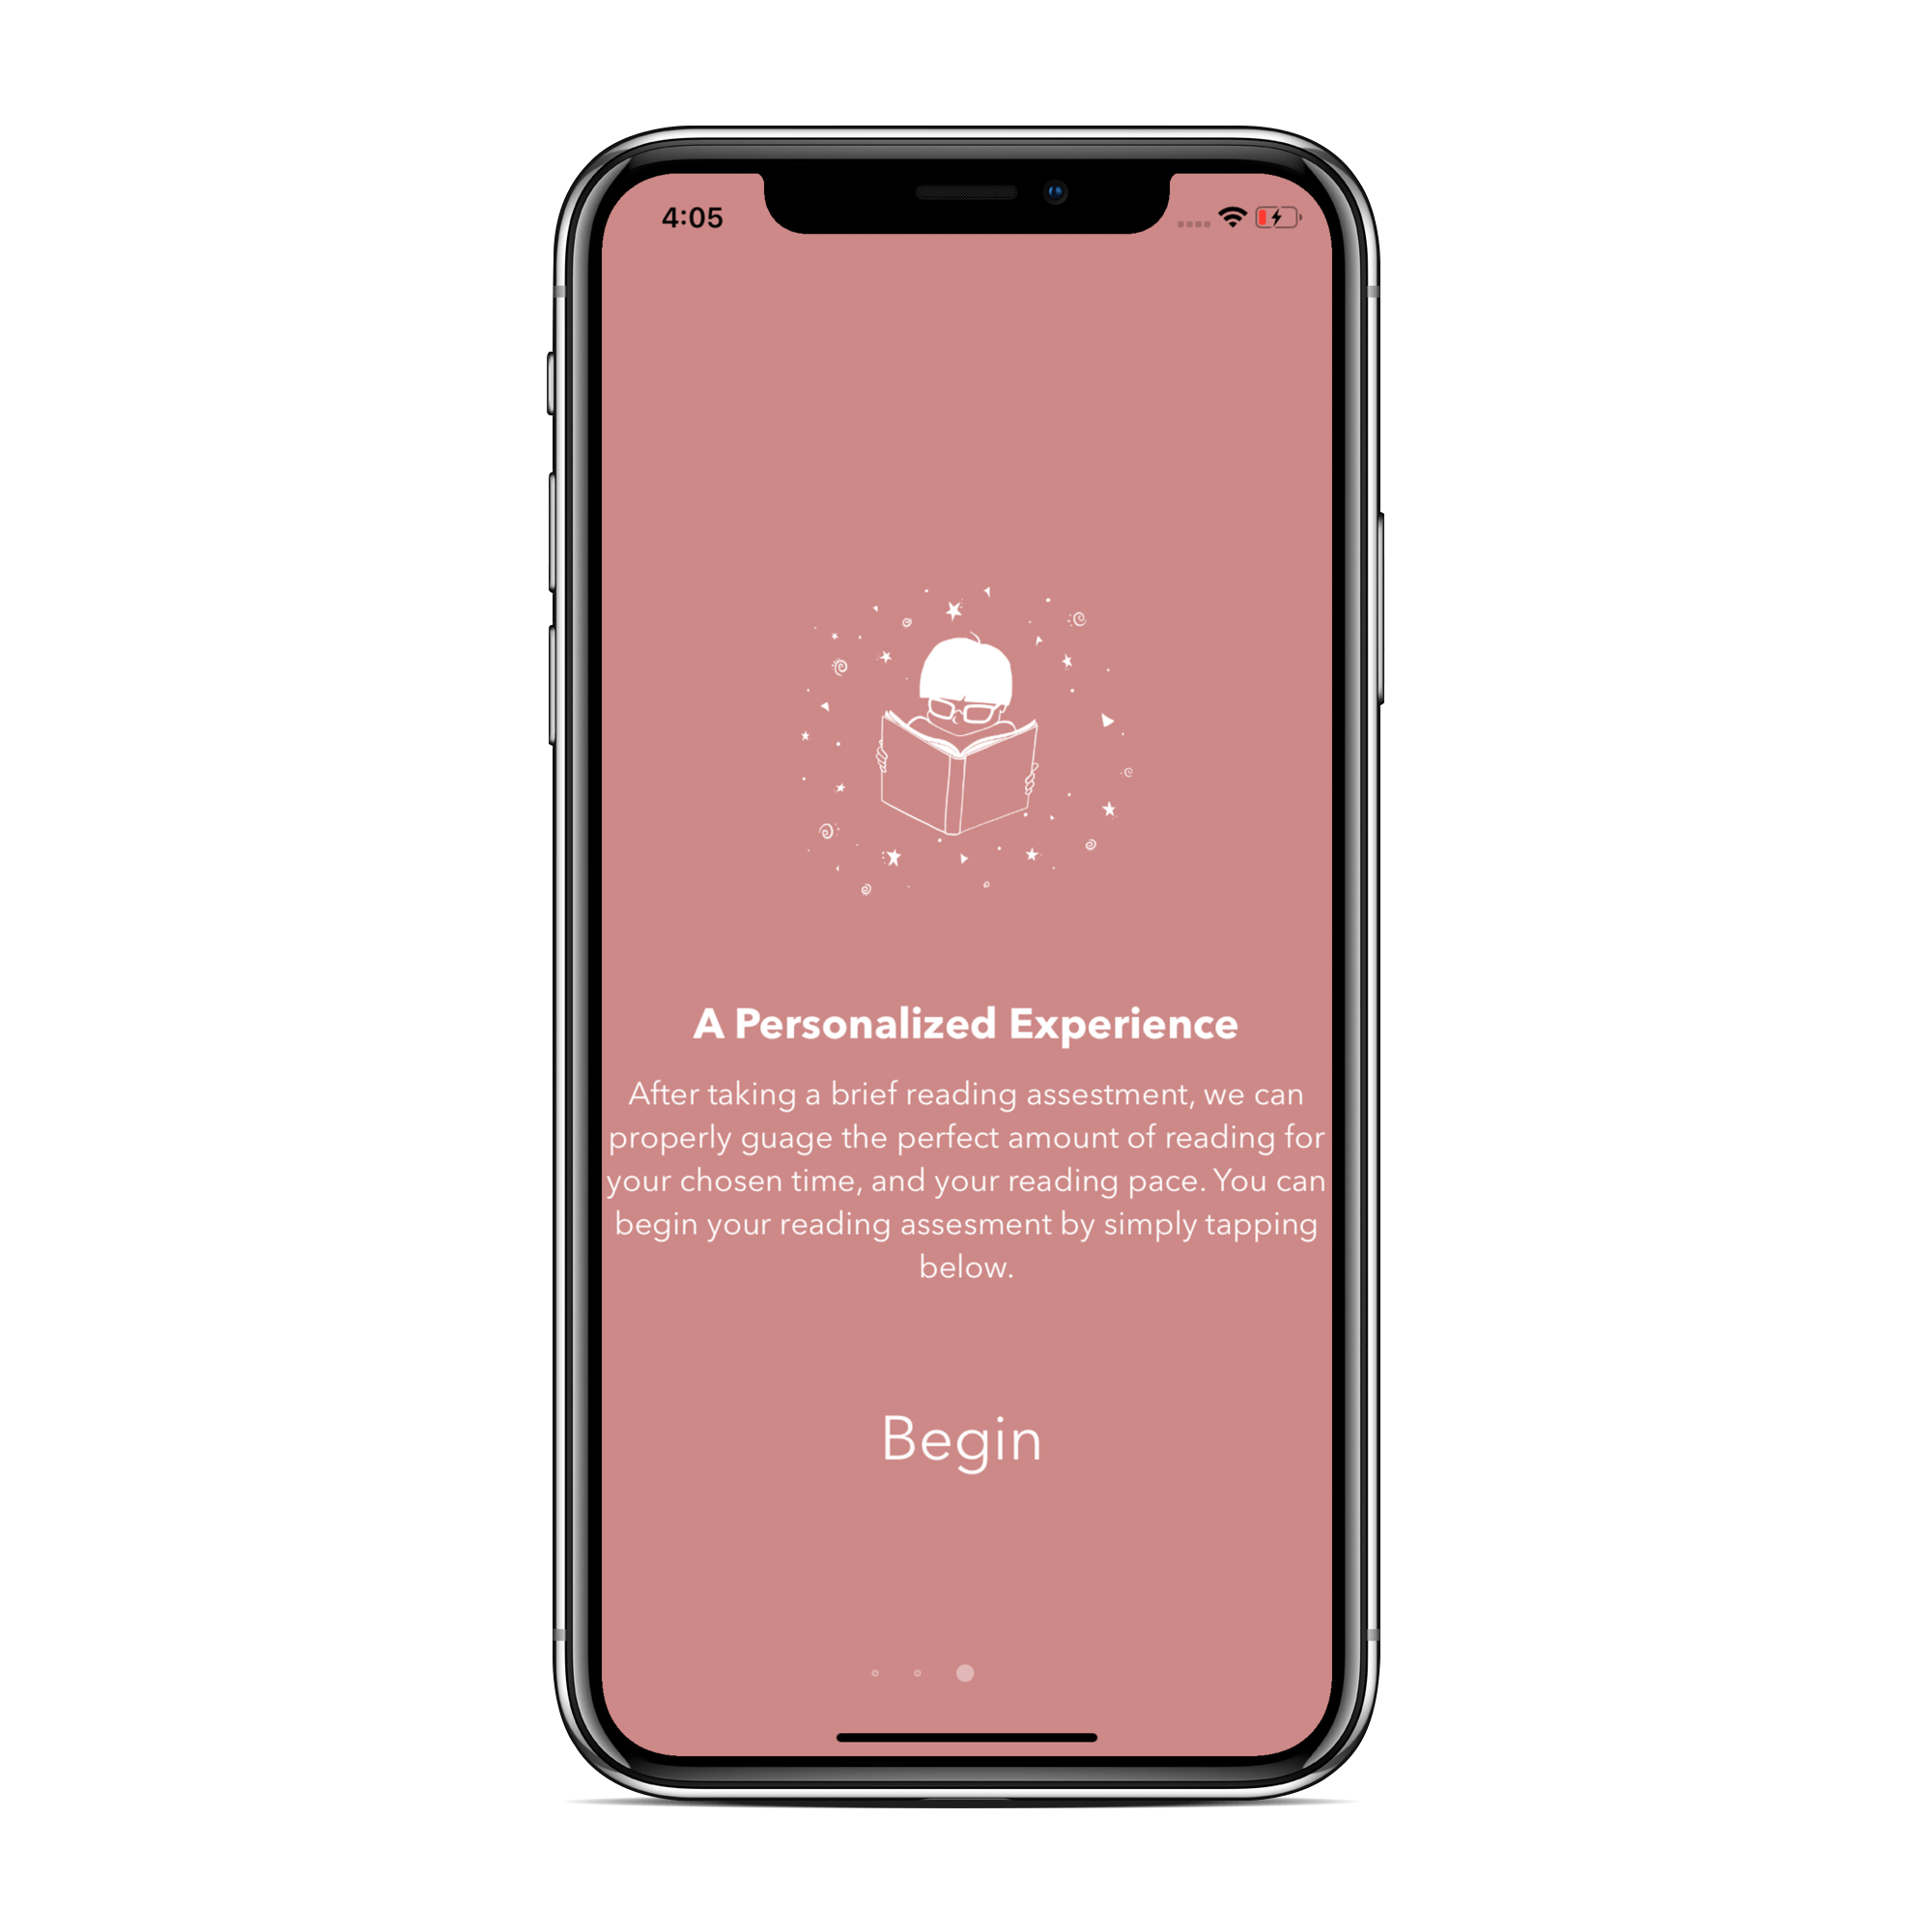 4:05
A Personalized Experience
After taking a brief reading assestment, we can
properly guage the perfect amount of reading for
your chosen time, and your reading pace. You can
begin your reading assesment by simply tapping
below.
Begin